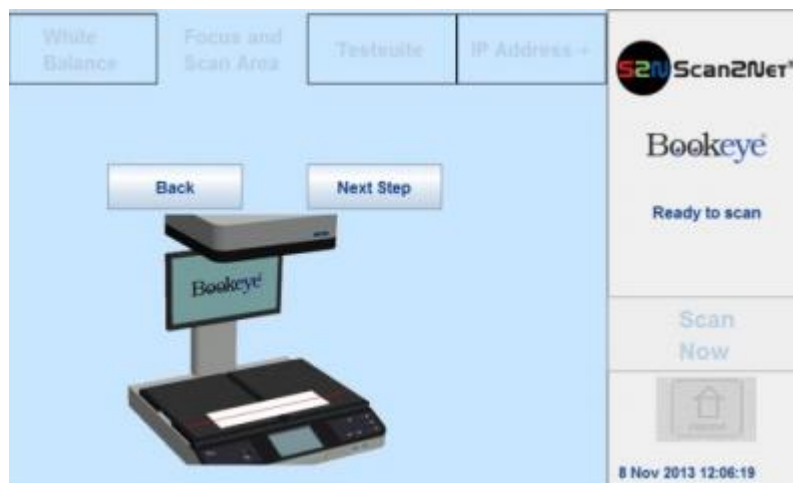 White
Balance
Focus and
Scan Area
Testsuite
IP Address +
S2N Scan2Net®
Bookeye®
Ready to scan
Back
Next Step
Bookeye®
Scan
Now
8 Nov 2013 12:06:19